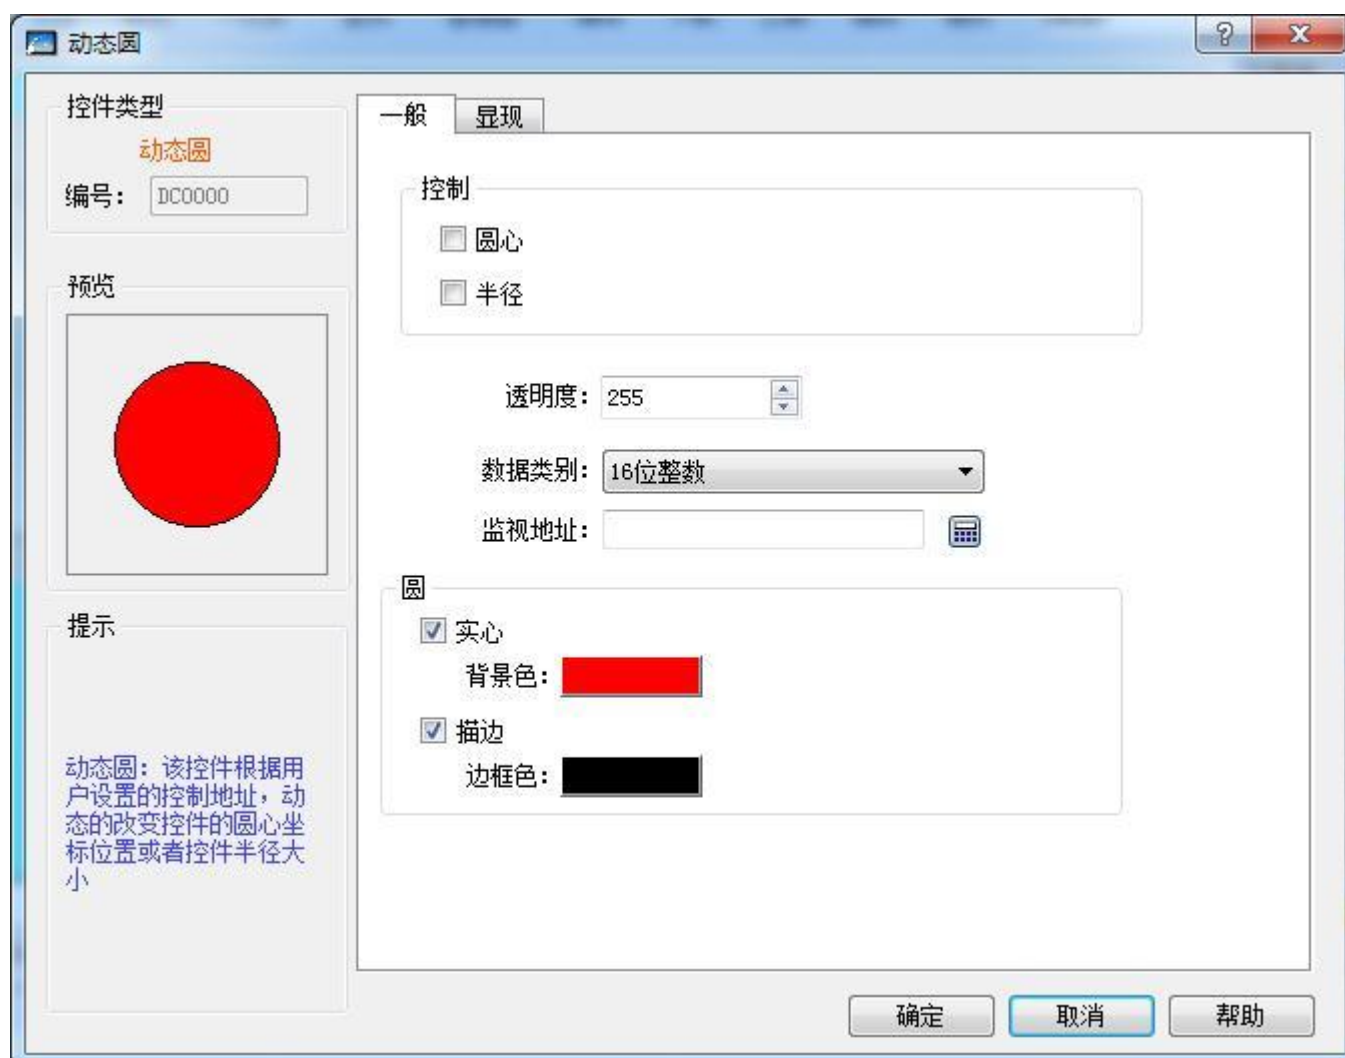 动态圆
控件类型
动态圆
编号： DC0000
预览
提示
动态圆：该控件根据用
户设置的控制地址，动
态的改变控件的圆心坐
标位置或者控件半径大
小
一般 显现
控制
圆心
半径
透明度： 255
数据类别： 16位整数
监视地址：
圆
实心
背景色：
描边
边框色：
确定 取消 帮助